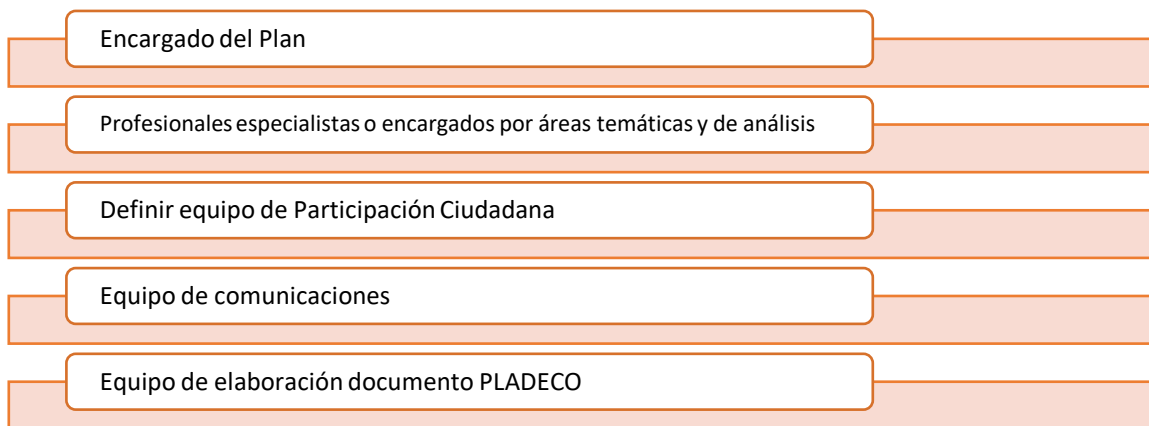 Encargado del Plan
Profesionales especialistas o encargados por áreas temáticas y de análisis
Definir equipo de Participación Ciudadana
Equipo de comunicaciones
Equipo de elaboración documento PLADECO